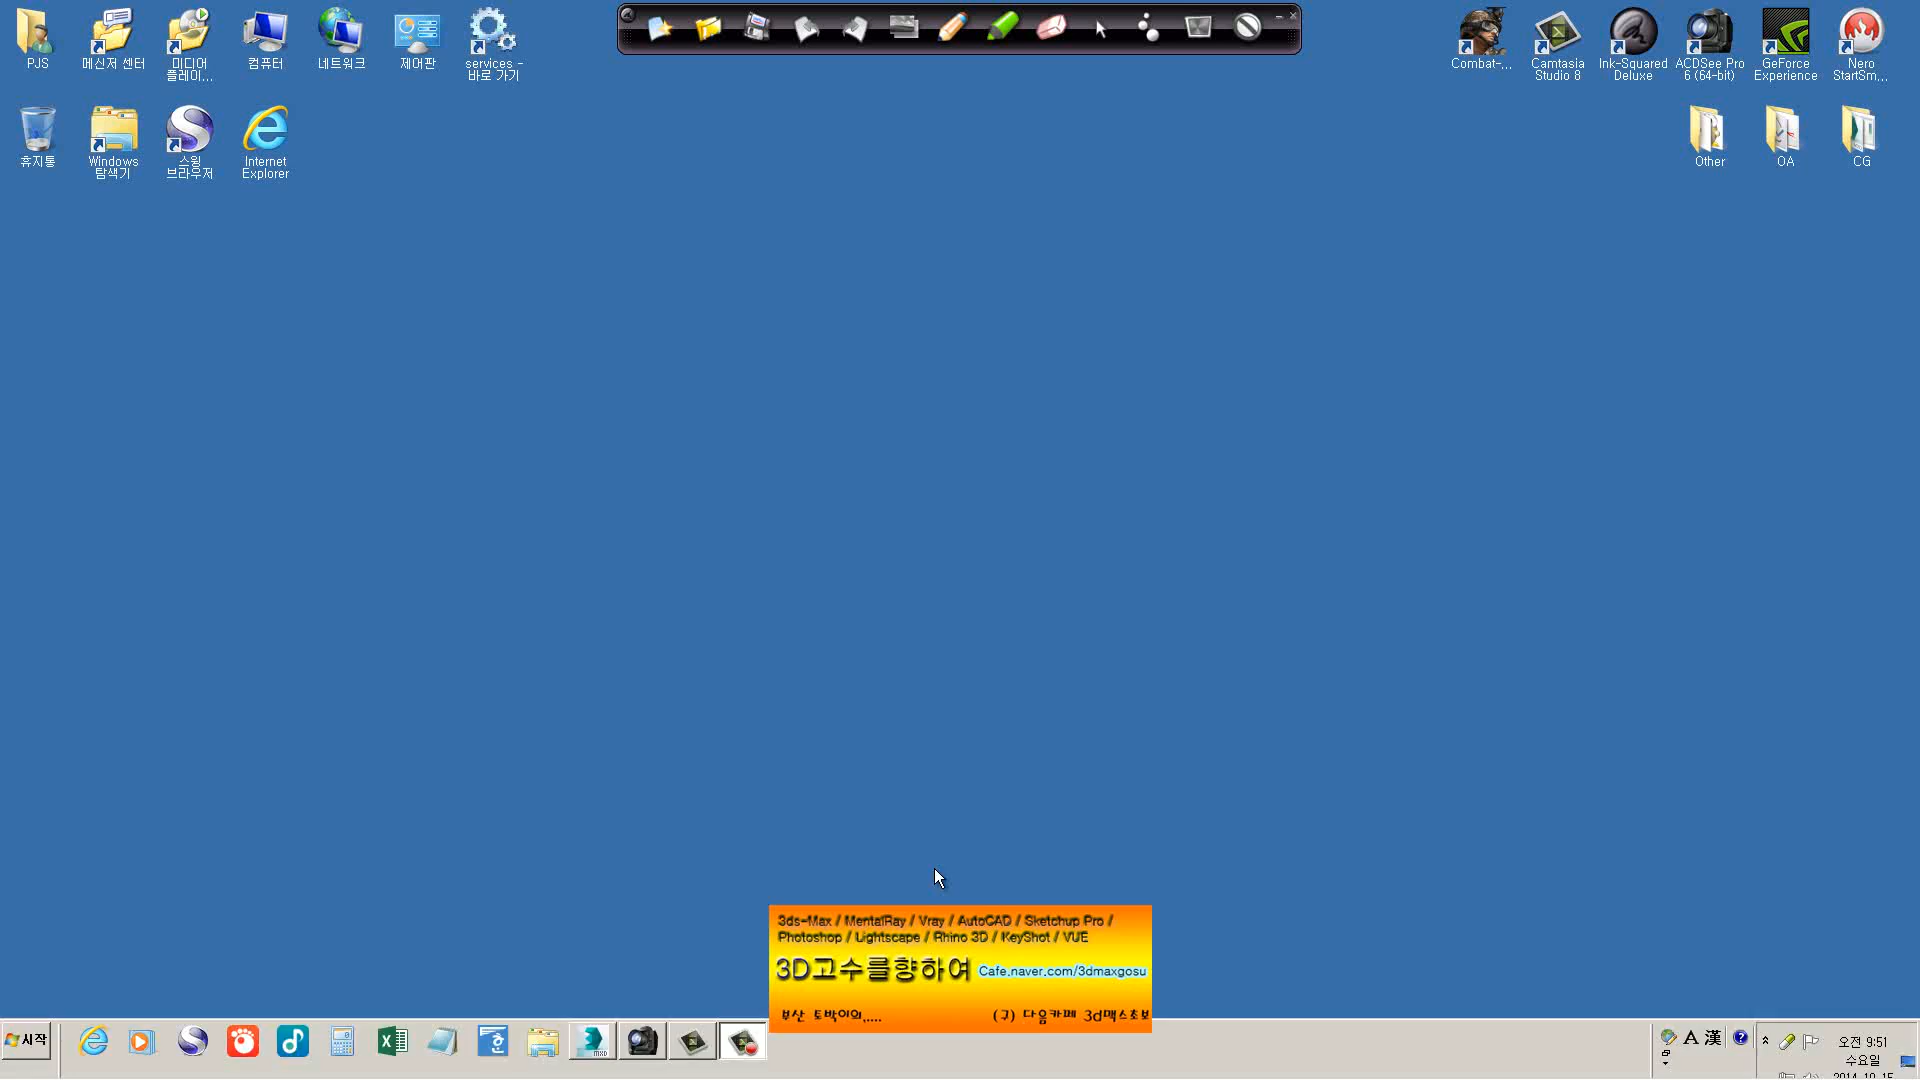 PJS
메신저 센터
미디어
플레이...
컴퓨터
네트워크
제어판
services -
바로 가기
Combat-...
Camtasia
Studio 8
Ink-Squared
Deluxe
ACDSee Pro
6 (64-bit)
GeForce
Experience
Nero
StartSm...
휴지통
Windows
탐색기
스윙
브라우저
Internet
Explorer
Other
OA
CG
3ds-Max / MentalRay / Vray / AutoCAD / Sketchup Pro /
Photoshop / Lightscape / Rhino 3D / KeyShot / VUE
3D고수를향하여 Cafe.naver.com/3dmaxgosu
부산 토박이의,.... (구) 다음카페 3d맥스초보
시작
MXD
A 漢
오전 9:51
수요일
2014-10-15